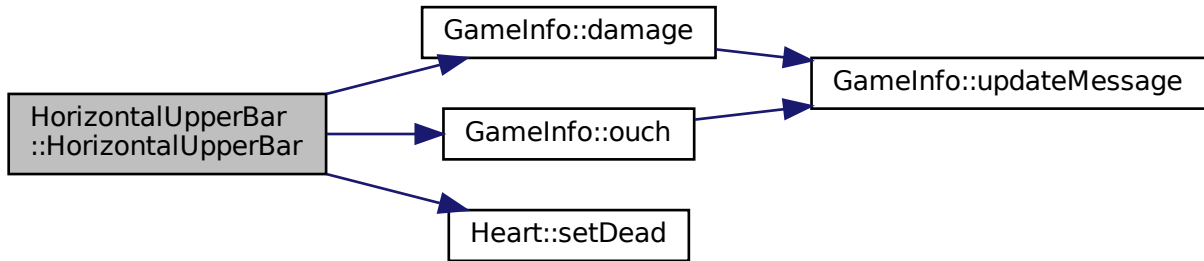 HorizontalUpperBar
::HorizontalUpperBar
GameInfo::damage
GameInfo::ouch
Heart::setDead
GameInfo::updateMessage